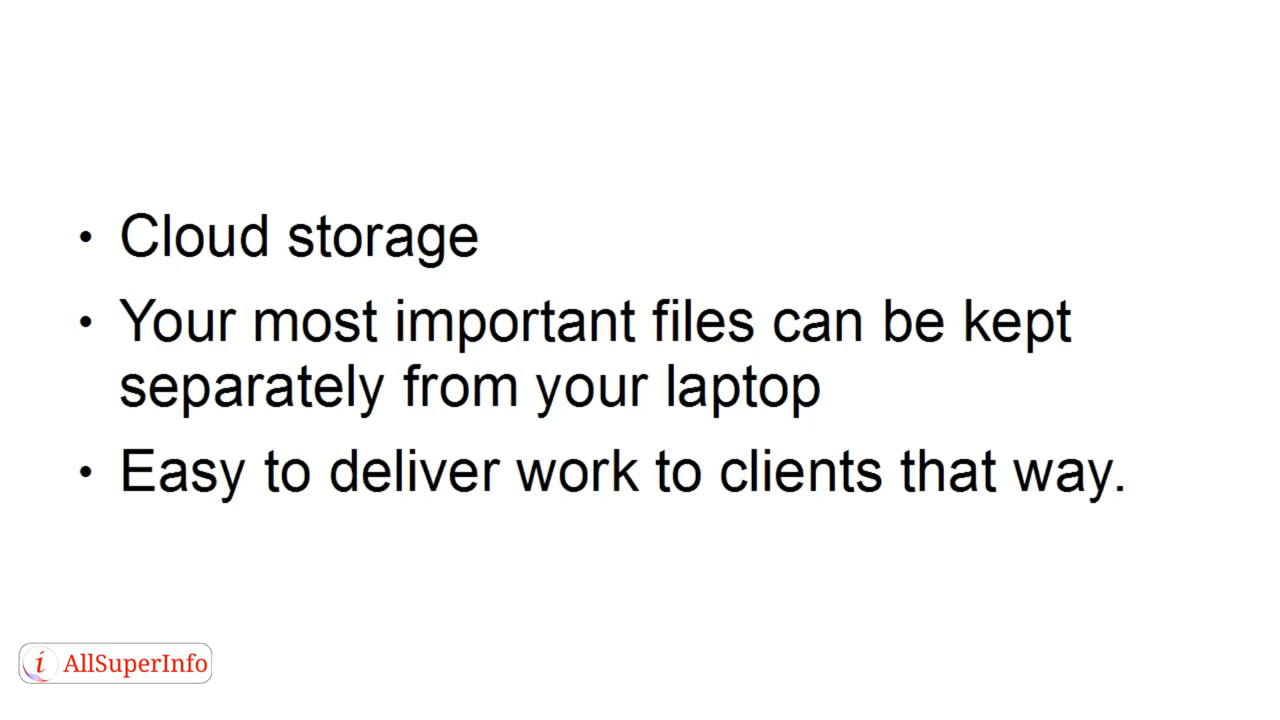 • Cloud storage
• Your most important files can be kept
separately from your laptop
• Easy to deliver work to clients that way.
i AllSuperInfo